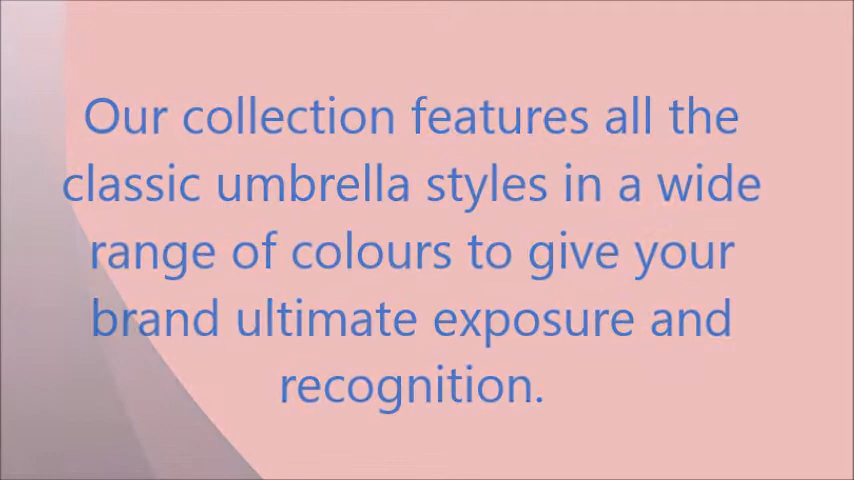 Our collection features all the
classic umbrella styles in a wide
range of colours to give your
brand ultimate exposure and
recognition.